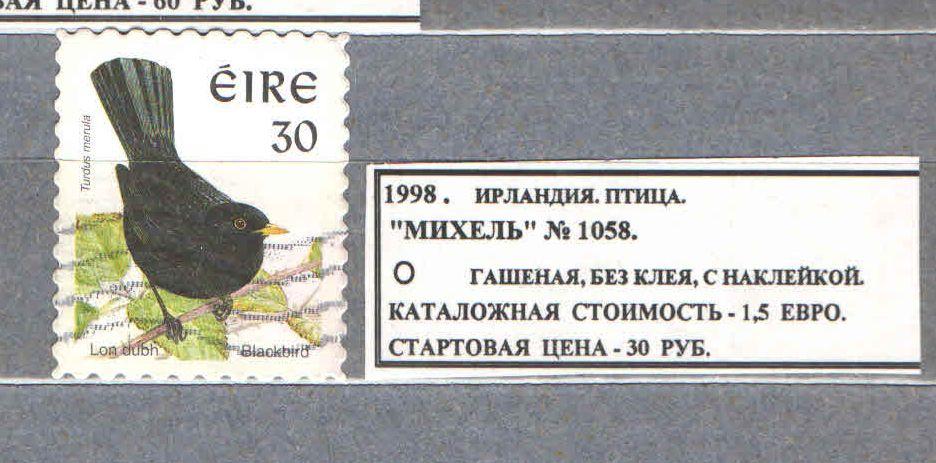 ВАЯ ЦЕНА - 60 РУБ.
ÉIRE
30
Turdus merula
Lon dubh
Blackbird
1998. ИРЛАНДИЯ. ПТИЦА.
"МИХЕЛЬ" № 1058.
О ГАШЕНАЯ, БЕЗ КЛЕЯ, С НАКЛЕЙКОЙ.
КАТАЛОЖНАЯ СТОИМОСТЬ - 1,5 ЕВРО.
СТАРТОВАЯ ЦЕНА - 30 РУБ.